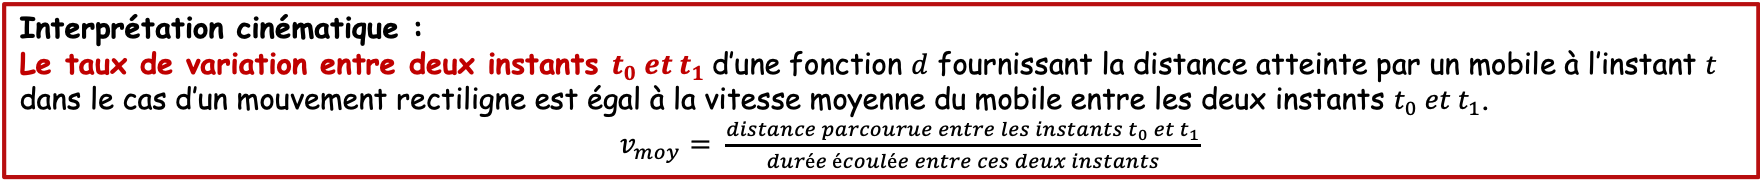 Interprétation cinématique :
Le taux de variation entre deux instants t₀ et t₁ d’une fonction d fournissant la distance atteinte par un mobile à l’instant t
dans le cas d’un mouvement rectiligne est égal à la vitesse moyenne du mobile entre les deux instants t₀ et t₁.
v_moy = distance parcourue entre les instants t₀ et t₁ / durée écoulée entre ces deux instants